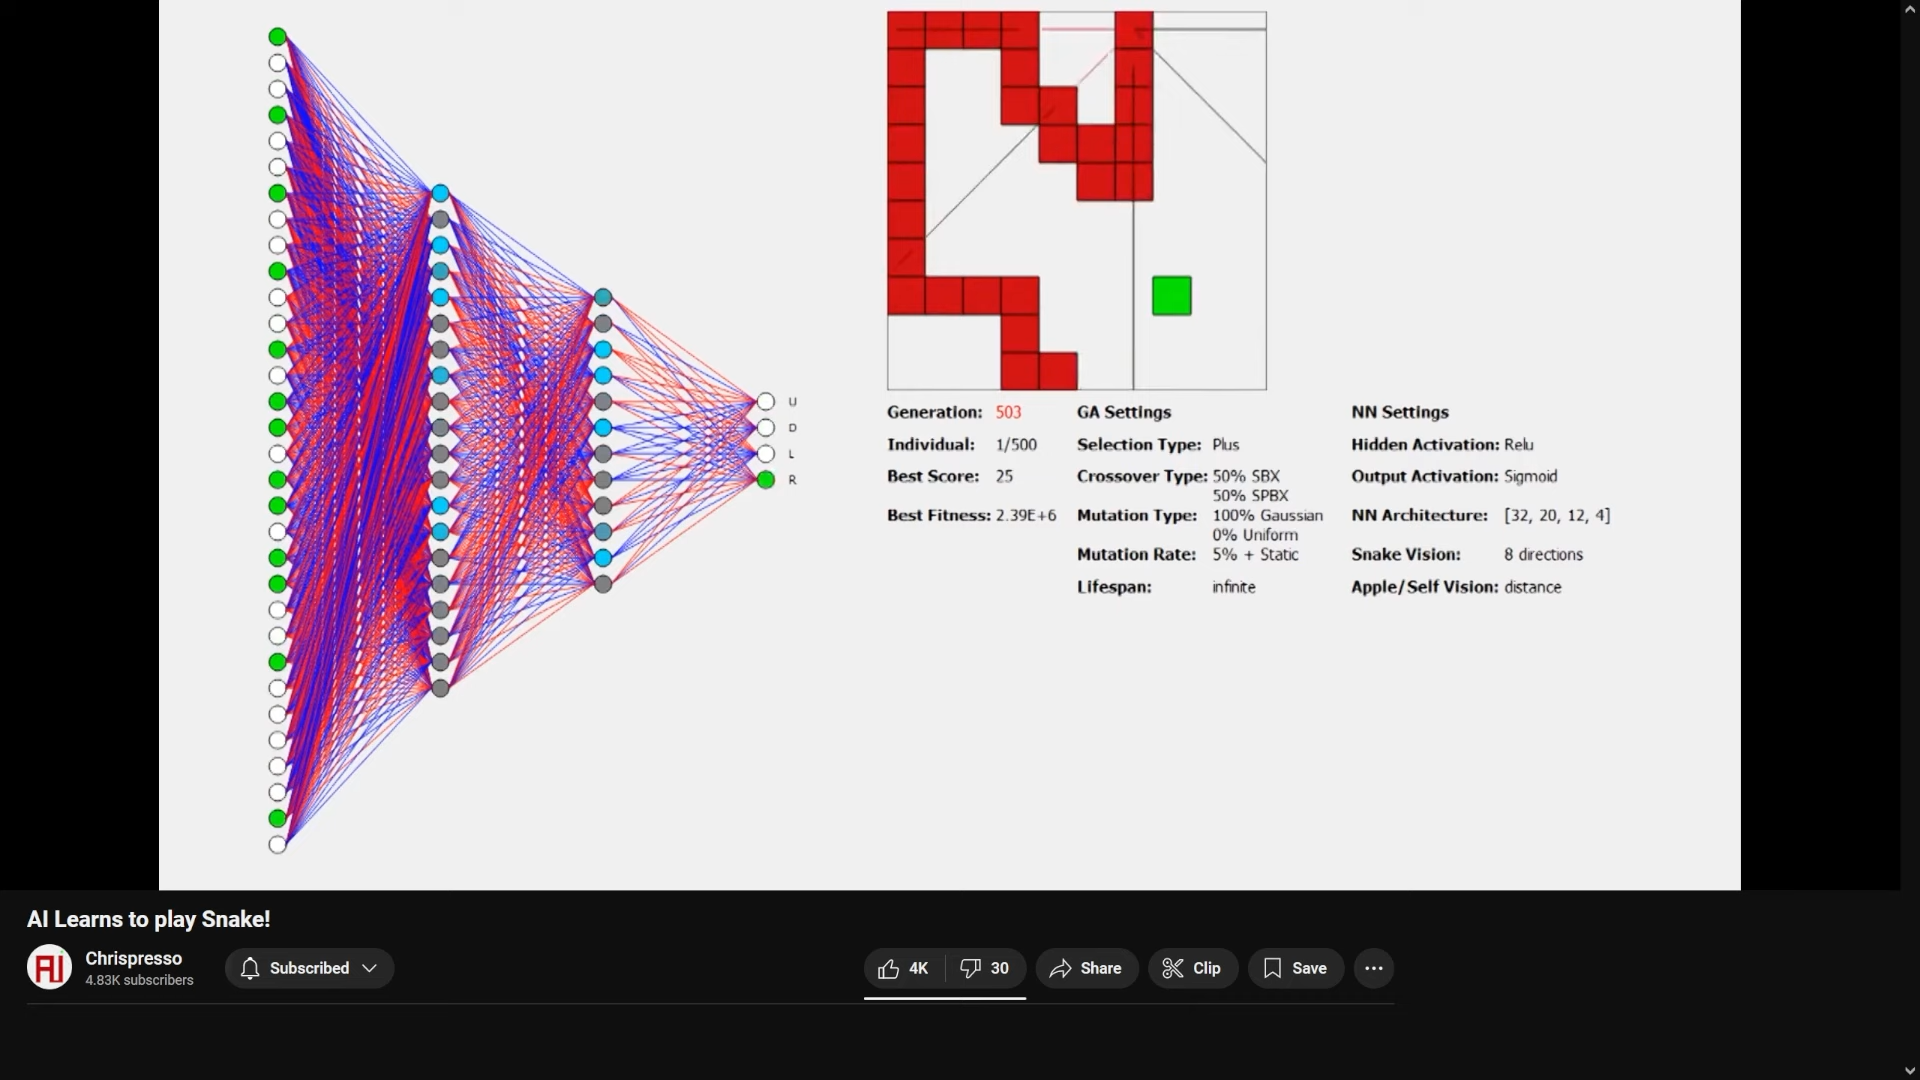 U
D
L
R
Generation: 503
Individual: 1/500
Best Score: 25
Best Fitness: 2.39E+6
GA Settings
Selection Type: Plus
Crossover Type: 50% SBX
50% SPBX
Mutation Type: 100% Gaussian
0% Uniform
Mutation Rate: 5% + Static
Lifespan: infinite
NN Settings
Hidden Activation: Relu
Output Activation: Sigmoid
NN Architecture: [32, 20, 12, 4]
Snake Vision: 8 directions
Apple/Self Vision: distance
AI Learns to play Snake!
AI
Chrispresso
4.83K subscribers
Subscribed
4K
30
Share
Clip
Save